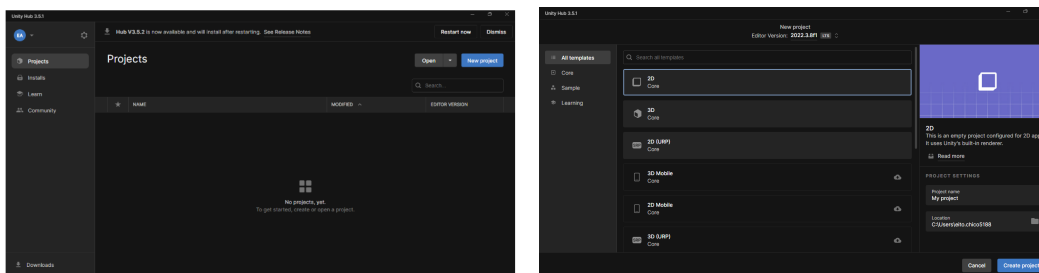 Unity Hub 3.5.1
EA
Hub V3.5.2 is now available and will install after restarting. See Release Notes
Restart now
Dismiss
Projects
Installs
Learn
Community
Downloads
Projects
Open
New project
Search...
NAME
MODIFIED
EDITOR VERSION
No projects, yet.
To get started, create or open a project.
Unity Hub 3.5.1
New project
Editor Version: 2022.3.8f1 LTS
All templates
Core
Sample
Learning
Search all templates
2D
Core
3D
Core
2D (URP)
Core
3D Mobile
Core
2D Mobile
Core
3D (URP)
Core
2D
This is an empty project configured for 2D app
It uses Unity's built-in renderer.
Read more
PROJECT SETTINGS
Project name
My project
Location
C:\Users\eito.chico5188
Cancel
Create project